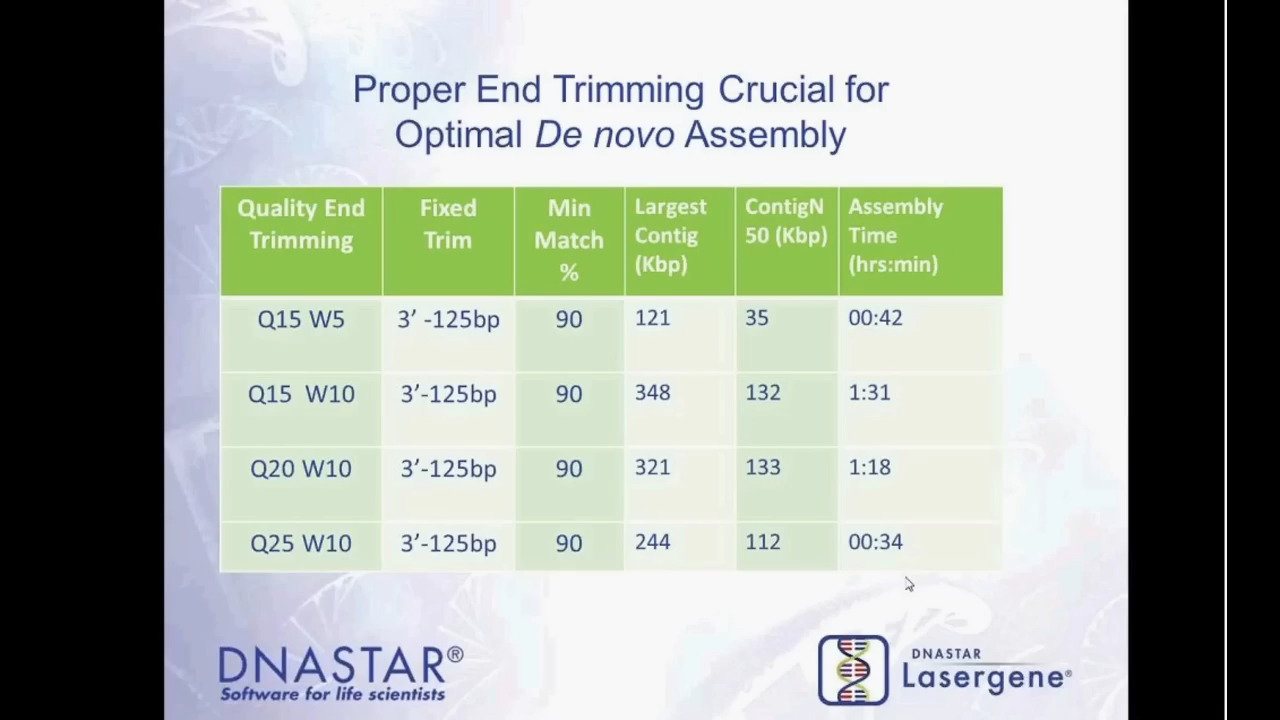 Proper End Trimming Crucial for
Optimal De novo Assembly
Quality End Trimming | Fixed Trim | Min Match % | Largest Contig (Kbp) | ContigN 50 (Kbp) | Assembly Time (hrs:min)
Q15 W5 | 3’ -125bp | 90 | 121 | 35 | 00:42
Q15 W10 | 3’-125bp | 90 | 348 | 132 | 1:31
Q20 W10 | 3’-125bp | 90 | 321 | 133 | 1:18
Q25 W10 | 3’-125bp | 90 | 244 | 112 | 00:34
DNASTAR®
Software for life scientists
DNASTAR
Lasergene®